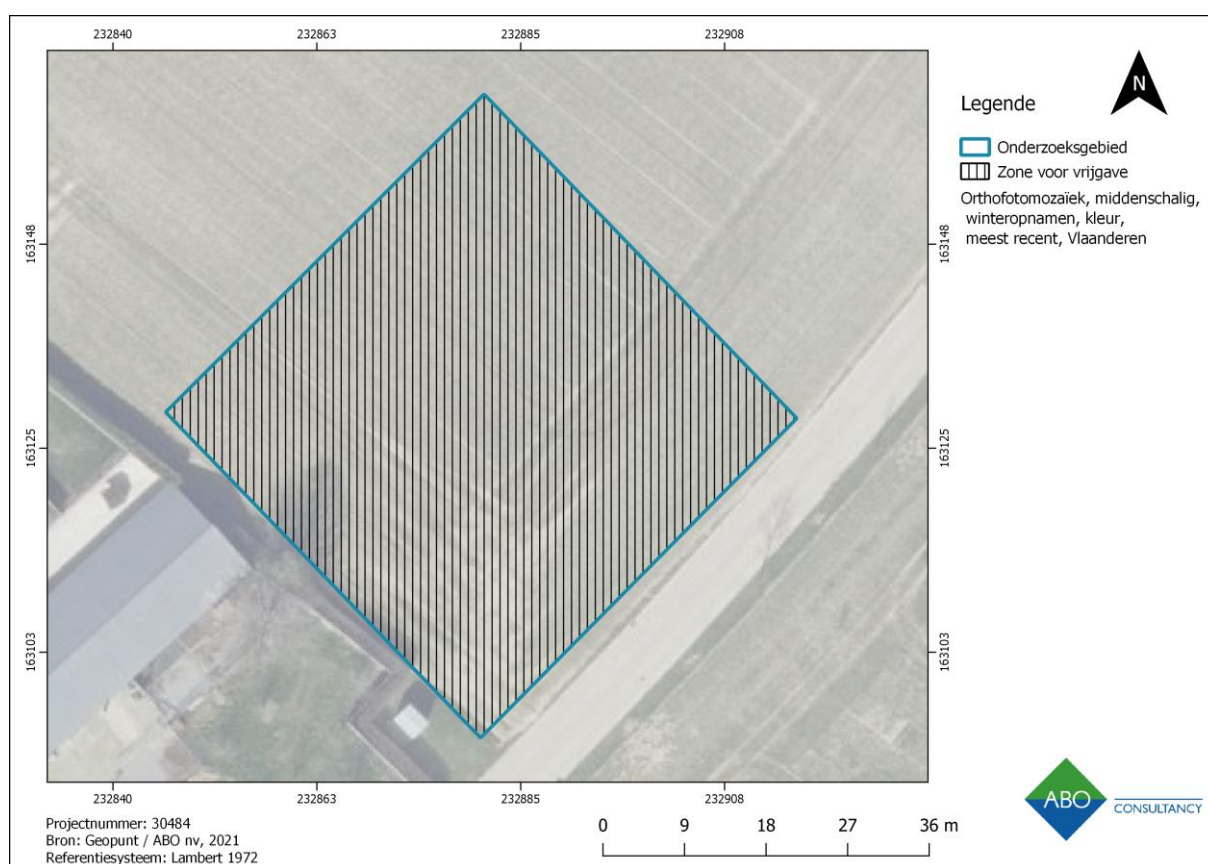 232840 232863 232885 232908
N
Legende
Onderzoeksgebied
Zone voor vrijgave
Orthofotomozaïek, middenschalig,
winteropnamen, kleur,
meest recent, Vlaanderen
163148 163148
163125 163125
163103 163103
232840 232863 232885 232908
ABO CONSULTANCY
Projectnummer: 30484
Bron: Geopunt / ABO nv, 2021
Referentiesysteem: Lambert 1972
0 9 18 27 36 m